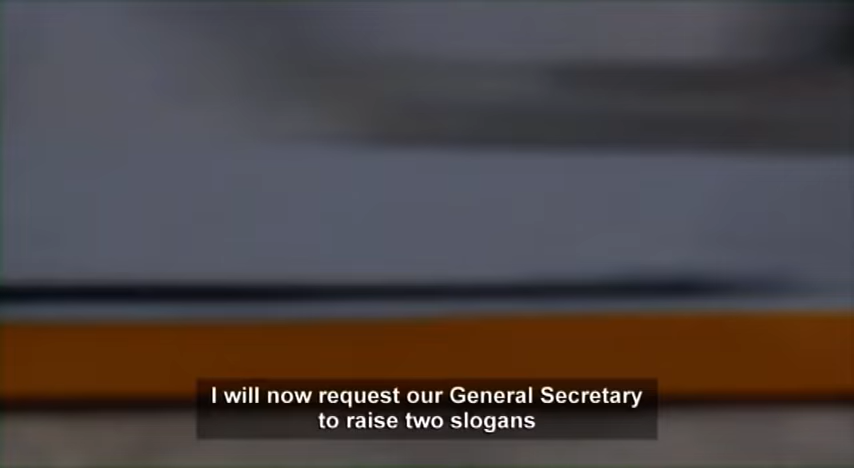 I will now request our General Secretary
to raise two slogans